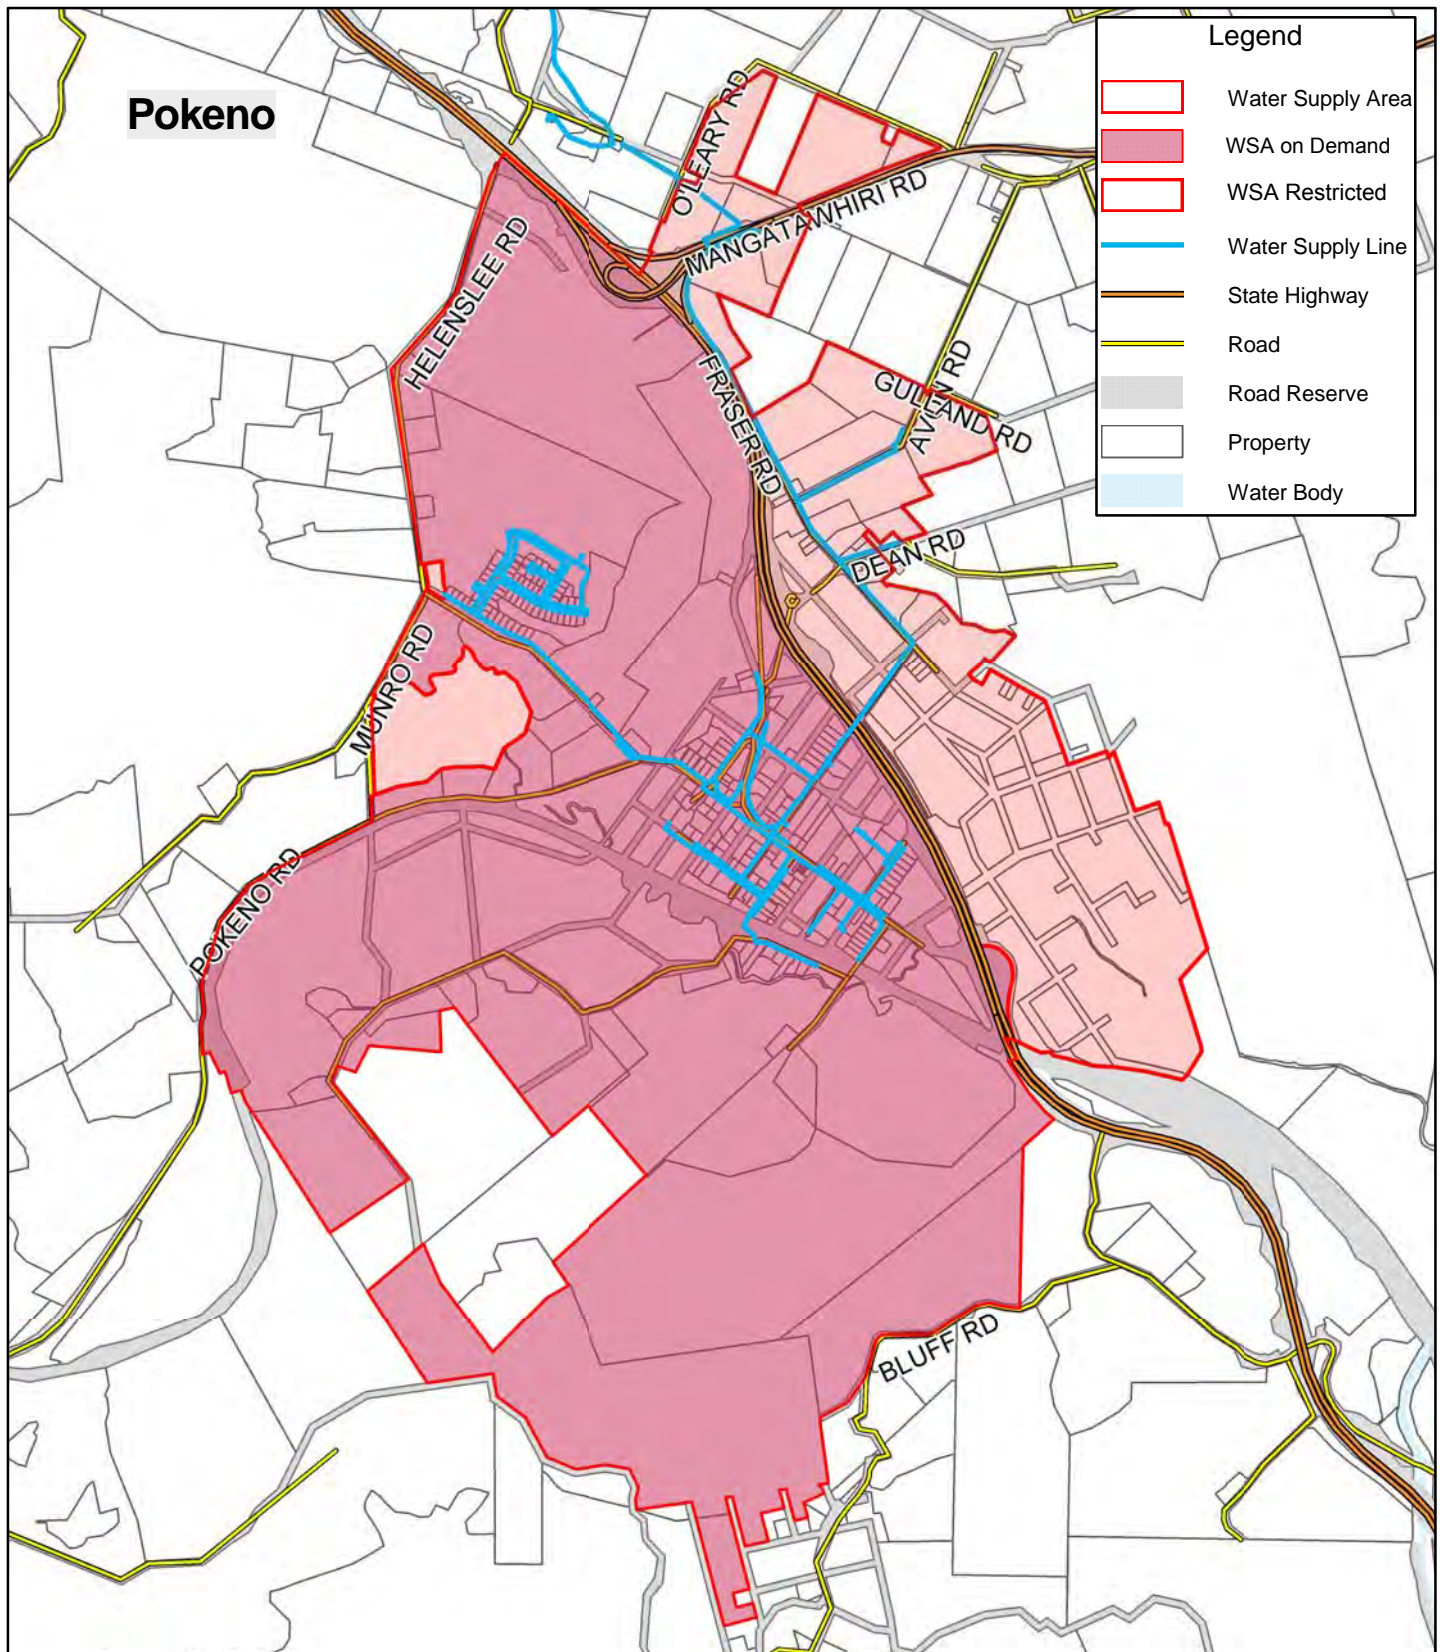 Pokeno
Legend
Water Supply Area
WSA on Demand
WSA Restricted
Water Supply Line
State Highway
Road
Road Reserve
Property
Water Body
O'LEARY RD
MANGATAWHIRI RD
HELENSLEE RD
FRASER RD
GULLAND RD
AVON RD
DEAN RD
MUNRO RD
POKENO RD
BLUFF RD